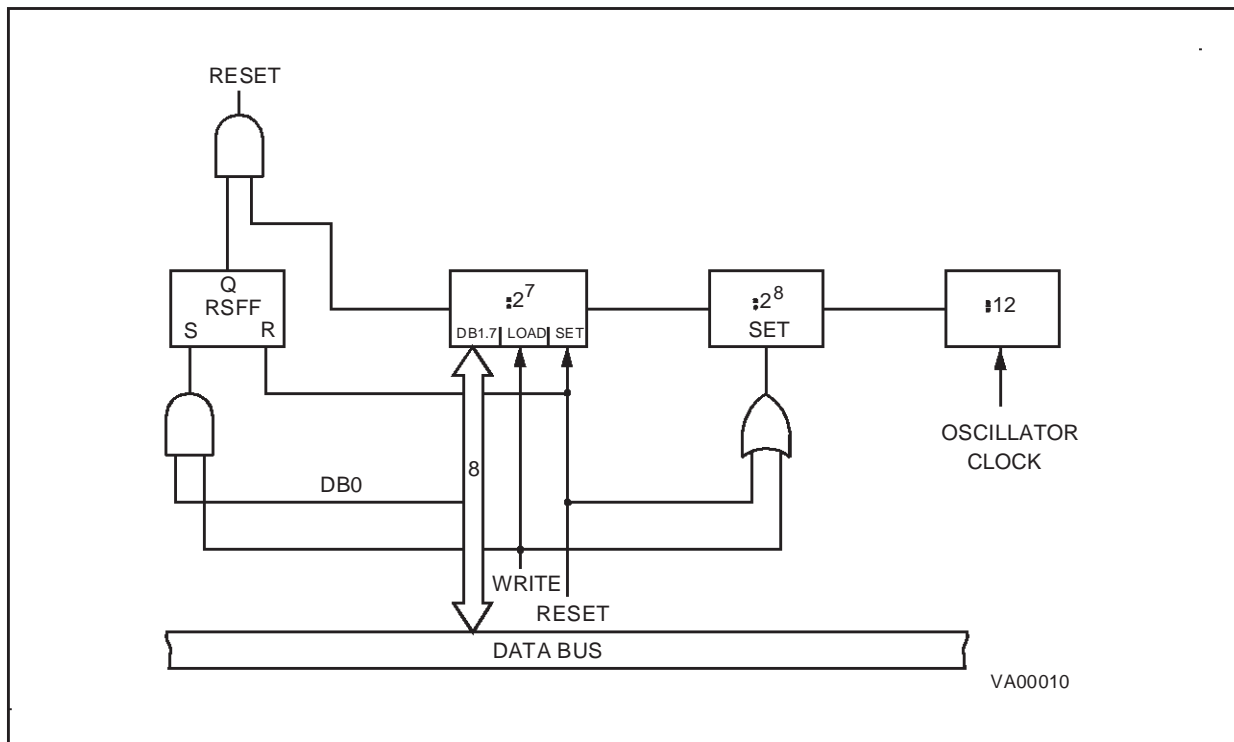 RESET
Q
RSFF
S R
:2^7
DB1.7 LOAD SET
:2^8
SET
:12
OSCILLATOR
CLOCK
8
DB0
WRITE
RESET
DATA BUS
VA00010